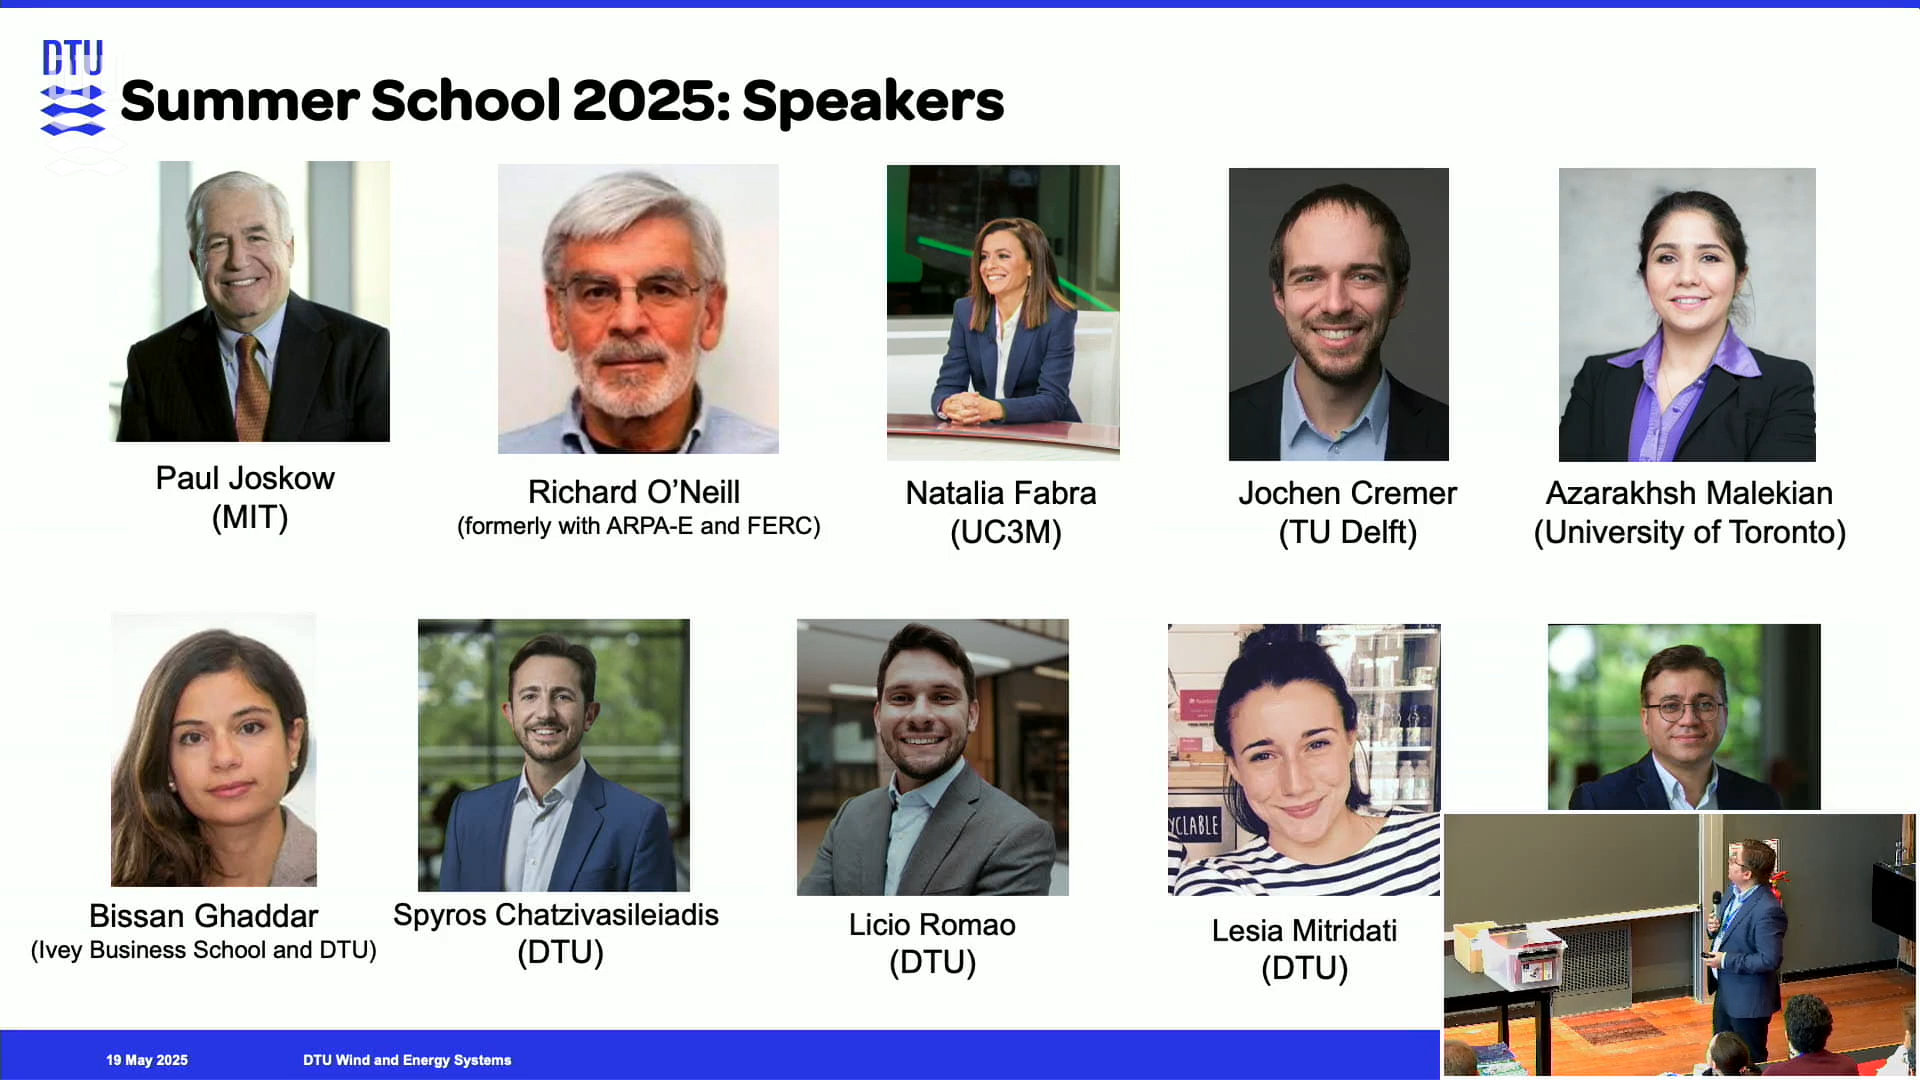 DTU
Summer School 2025: Speakers
Paul Joskow
(MIT)
Richard O’Neill
(formerly with ARPA-E and FERC)
Natalia Fabra
(UC3M)
Jochen Cremer
(TU Delft)
Azarakhsh Malekian
(University of Toronto)
YCLABLE
Bissan Ghaddar
(Ivey Business School and DTU)
Spyros Chatzivasileiadis
(DTU)
Licio Romao
(DTU)
Lesia Mitridati
(DTU)
19 May 2025
DTU Wind and Energy Systems